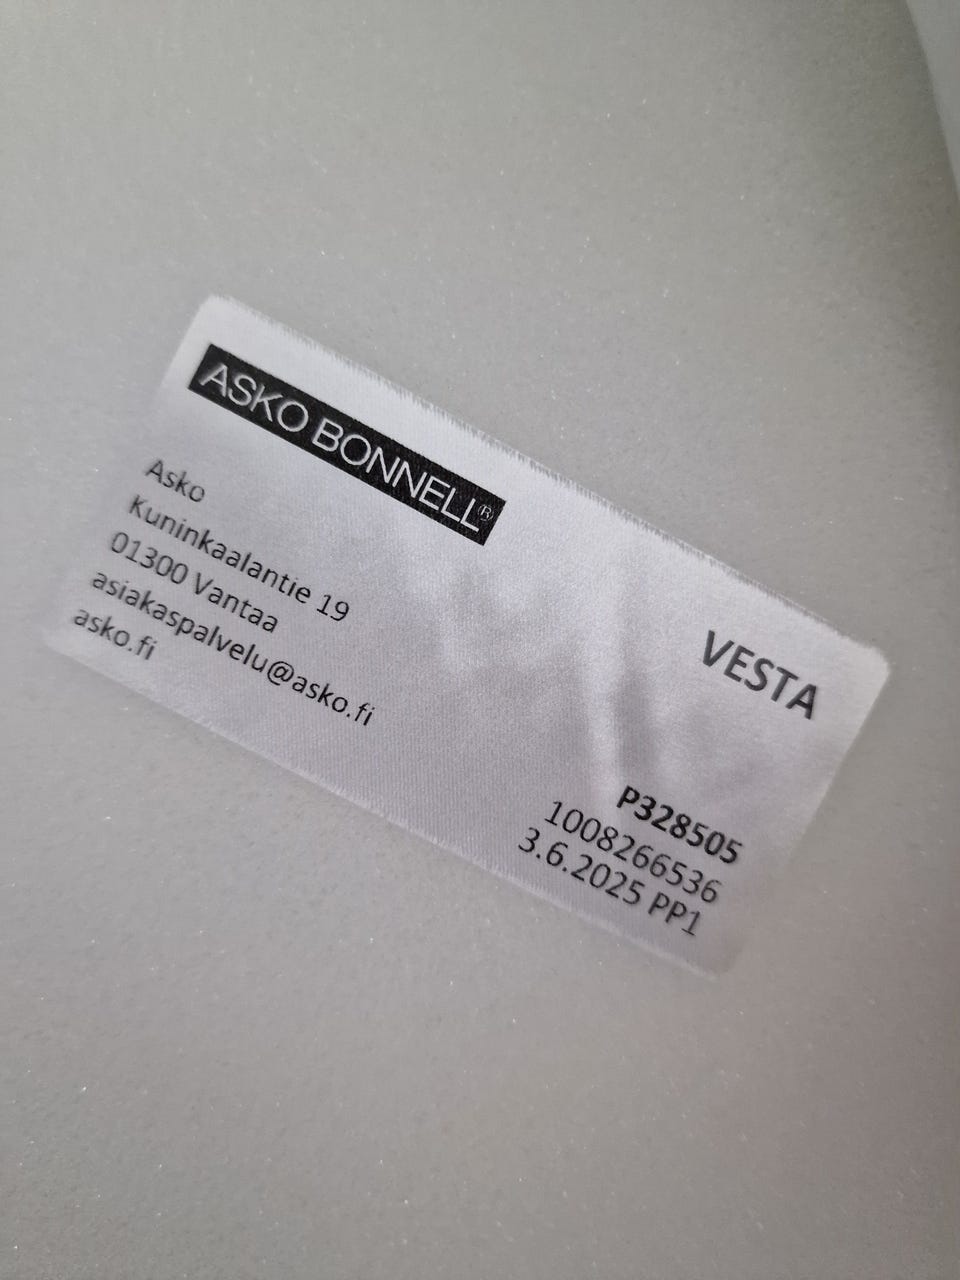 ASKO BONNELL®
Asko
Kuninkaalantie 19
01300 Vantaa
asiakaspalvelu@asko.fi
asko.fi
VESTA
P328505
1008266536
3.6.2025 PP1